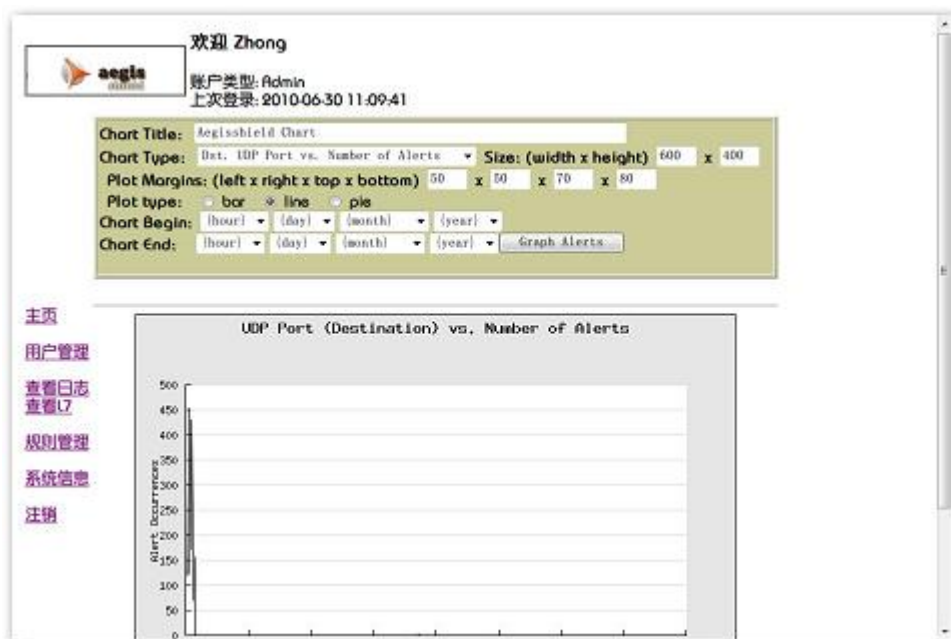 欢迎 Zhong
aegis
账户类型: Admin
上次登录: 2010-06-30 11:09:41
Chart Title: Aegisshield Chart
Chart Type: Dst. UDP Port vs. Number of Alerts Size: (width x height) 600 x 400
Plot Margins: (left x right x top x bottom) 50 x 50 x 70 x 80
Plot type: bar line pie
Chart Begin: {hour} {day} {month} {year}
Chart End: {hour} {day} {month} {year} Graph Alerts
主页
用户管理
查看日志
查看L7
规则管理
系统信息
注销
UDP Port (Destination) vs. Number of Alerts
Alert Occurrences
500
450
400
350
300
250
200
150
100
50
0